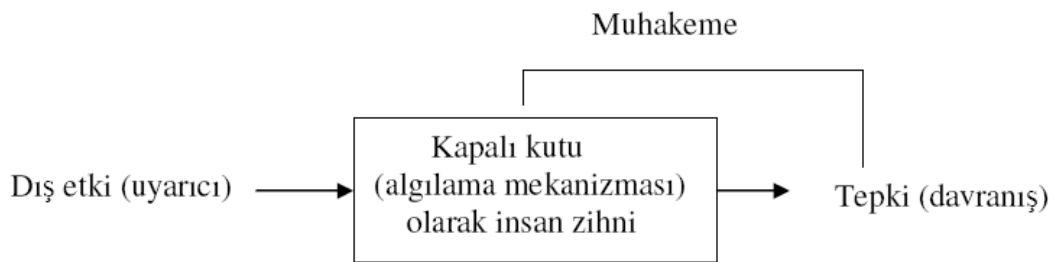 Muhakeme
Kapalı kutu
(algılama mekanizması)
olarak insan zihni
Dış etki (uyarıcı)
Tepki (davranış)